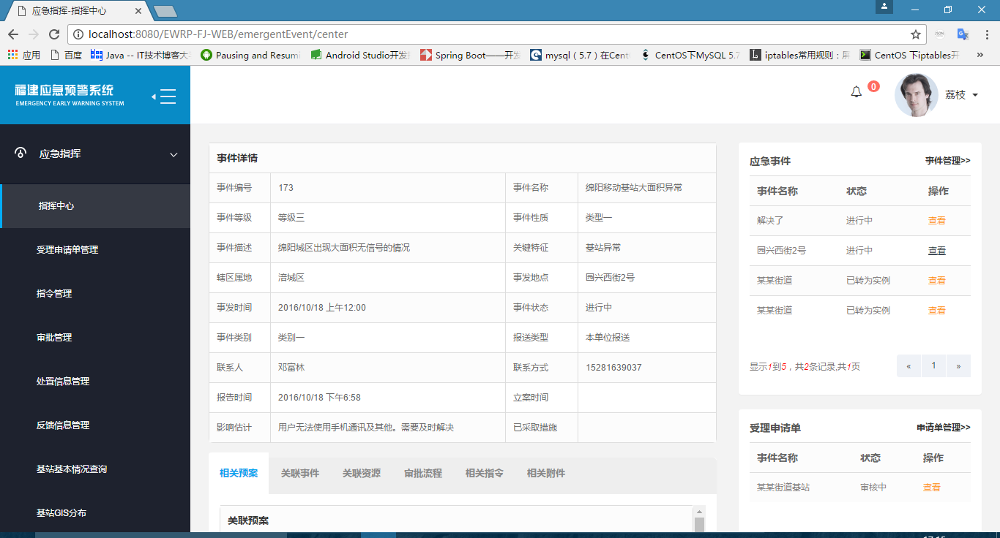 应急指挥-指挥中心
localhost:8080/EWRP-FJ-WEB/emergentEvent/center
应用 百度 Java -- IT技术博客大 Pausing and Resumi Android Studio开发 Spring Boot——开发 mysql（5.7）在Cent CentOS下MySQL 5.7 iptables常用规则：屏 CentOS 下iptables开 »
福建应急预警系统
EMERGENCY EARLY WARNING SYSTEM
0
荔枝
应急指挥
指挥中心
受理申请单管理
指令管理
审批管理
处置信息管理
反馈信息管理
基站基本情况查询
基站GIS分布
事件详情
事件编号 173 事件名称 绵阳移动基站大面积异常
事件等级 等级三 事件性质 类型一
事件描述 绵阳城区出现大面积无信号的情况 关键特征 基站异常
辖区属地 涪城区 事发地点 园兴西街2号
事发时间 2016/10/18 上午12:00 事件状态 进行中
事件类别 类别一 报送类型 本单位报送
联系人 邓富林 联系方式 15281639037
报告时间 2016/10/18 下午6:58 立案时间
影响估计 用户无法使用手机通讯及其他。需要及时解决 已采取措施
相关预案 关联事件 关联资源 审批流程 相关指令 相关附件
关联预案
应急事件 事件管理>>
事件名称 状态 操作
解决了 进行中 查看
园兴西街2号 进行中 查看
某某街道 已转为实例 查看
某某街道 已转为实例 查看
显示1到5，共2条记录,共1页 « 1 »
受理申请单 申请单管理>>
事件名称 状态 操作
某某街道基站 审核中 查看